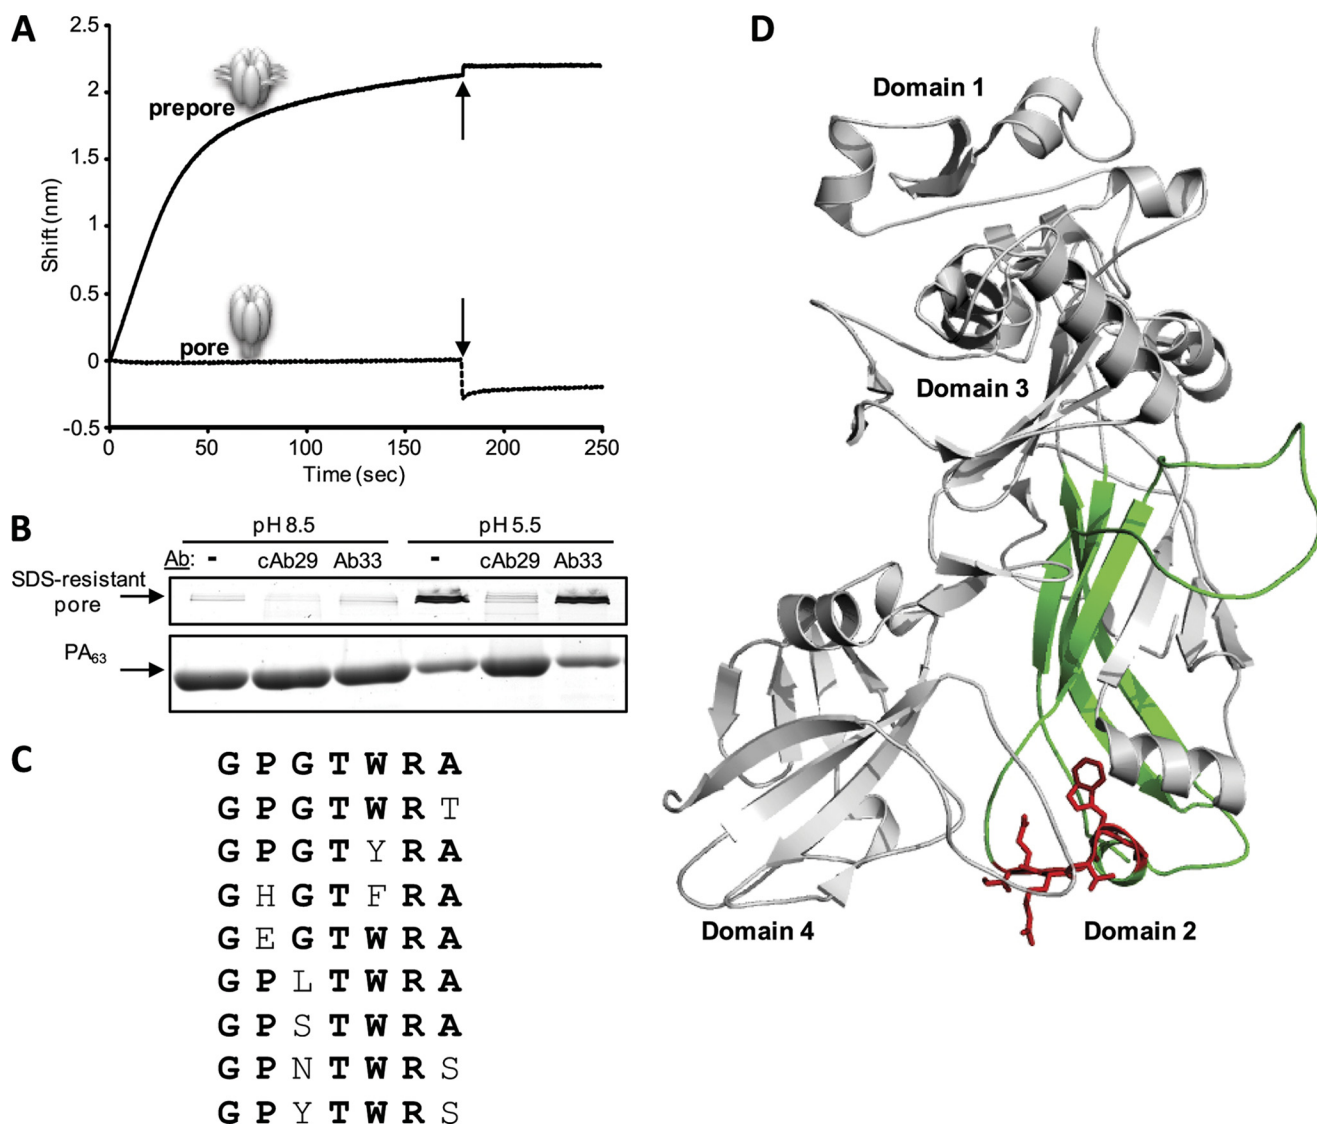 A
2.5
2
1.5
1
0.5
0
-0.5
Shift (nm)
prepore
pore
0 50 100 150 200 250
Time (sec)
B
pH 8.5 pH 5.5
Ab: - cAb29 Ab33 - cAb29 Ab33
SDS-resistant
pore
PA63
C
G P G T W R A
G P G T W R T
G P G T Y R A
G H G T F R A
G E G T W R A
G P L T W R A
G P S T W R A
G P N T W R S
G P Y T W R S
D
Domain 1
Domain 3
Domain 4
Domain 2